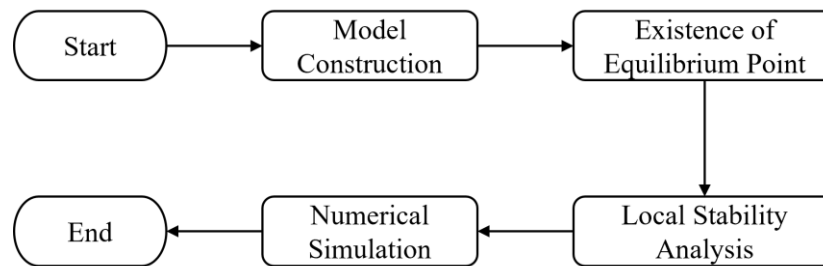 Start
Model
Construction
Existence of
Equilibrium Point
Local Stability
Analysis
Numerical
Simulation
End